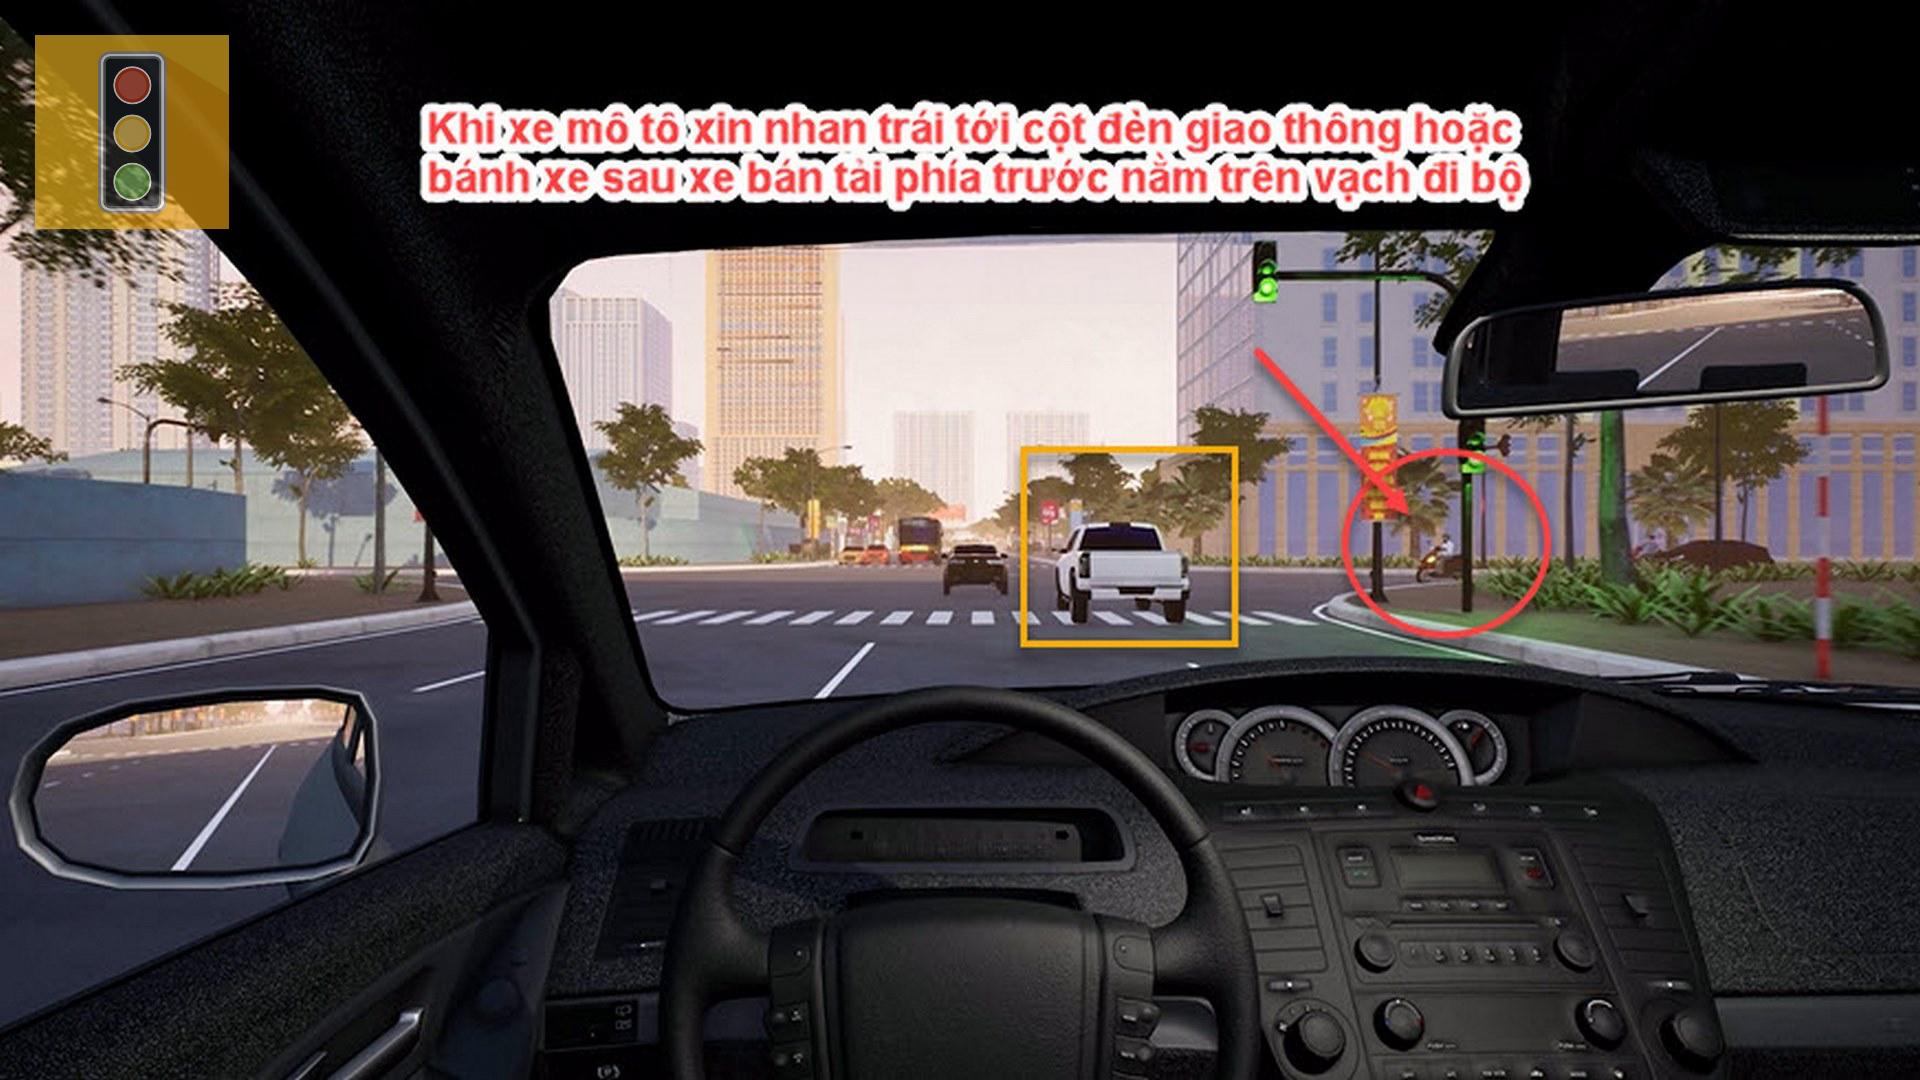 Khi xe mô tô xin nhan trái tới cột đèn giao thông hoặc
bánh xe sau xe bán tải phía trước nằm trên vạch đi bộ